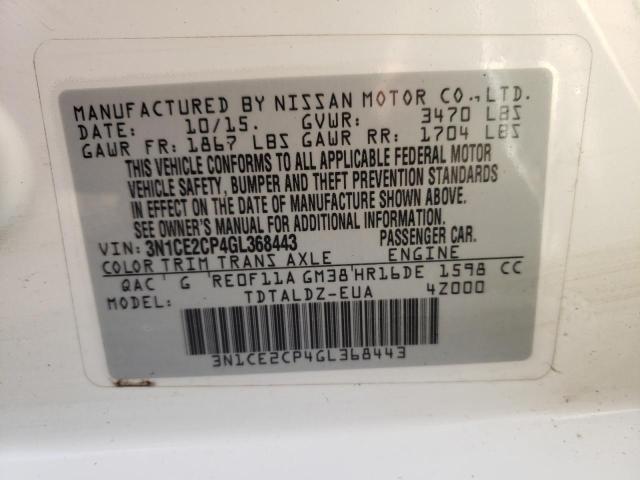 MANUFACTURED BY NISSAN MOTOR CO., LTD.
DATE: 10/15. GVWR: 3470 LBS
GAWR FR: 1867 LBS GAWR RR: 1704 LBS
THIS VEHICLE CONFORMS TO ALL APPLICABLE FEDERAL MOTOR
VEHICLE SAFETY, BUMPER AND THEFT PREVENTION STANDARDS
IN EFFECT ON THE DATE OF MANUFACTURE SHOWN ABOVE.
SEE OWNER'S MANUAL FOR ADDITIONAL INFORMATION.
VIN: 3N1CE2CP4GL368443 PASSENGER CAR.
COLOR TRIM TRANS AXLE ENGINE
QAC G RE0F11A GM38 HR16DE 1598 CC
MODEL: TDTALDZ-EUA 4Z000
3N1CE2CP4GL368443